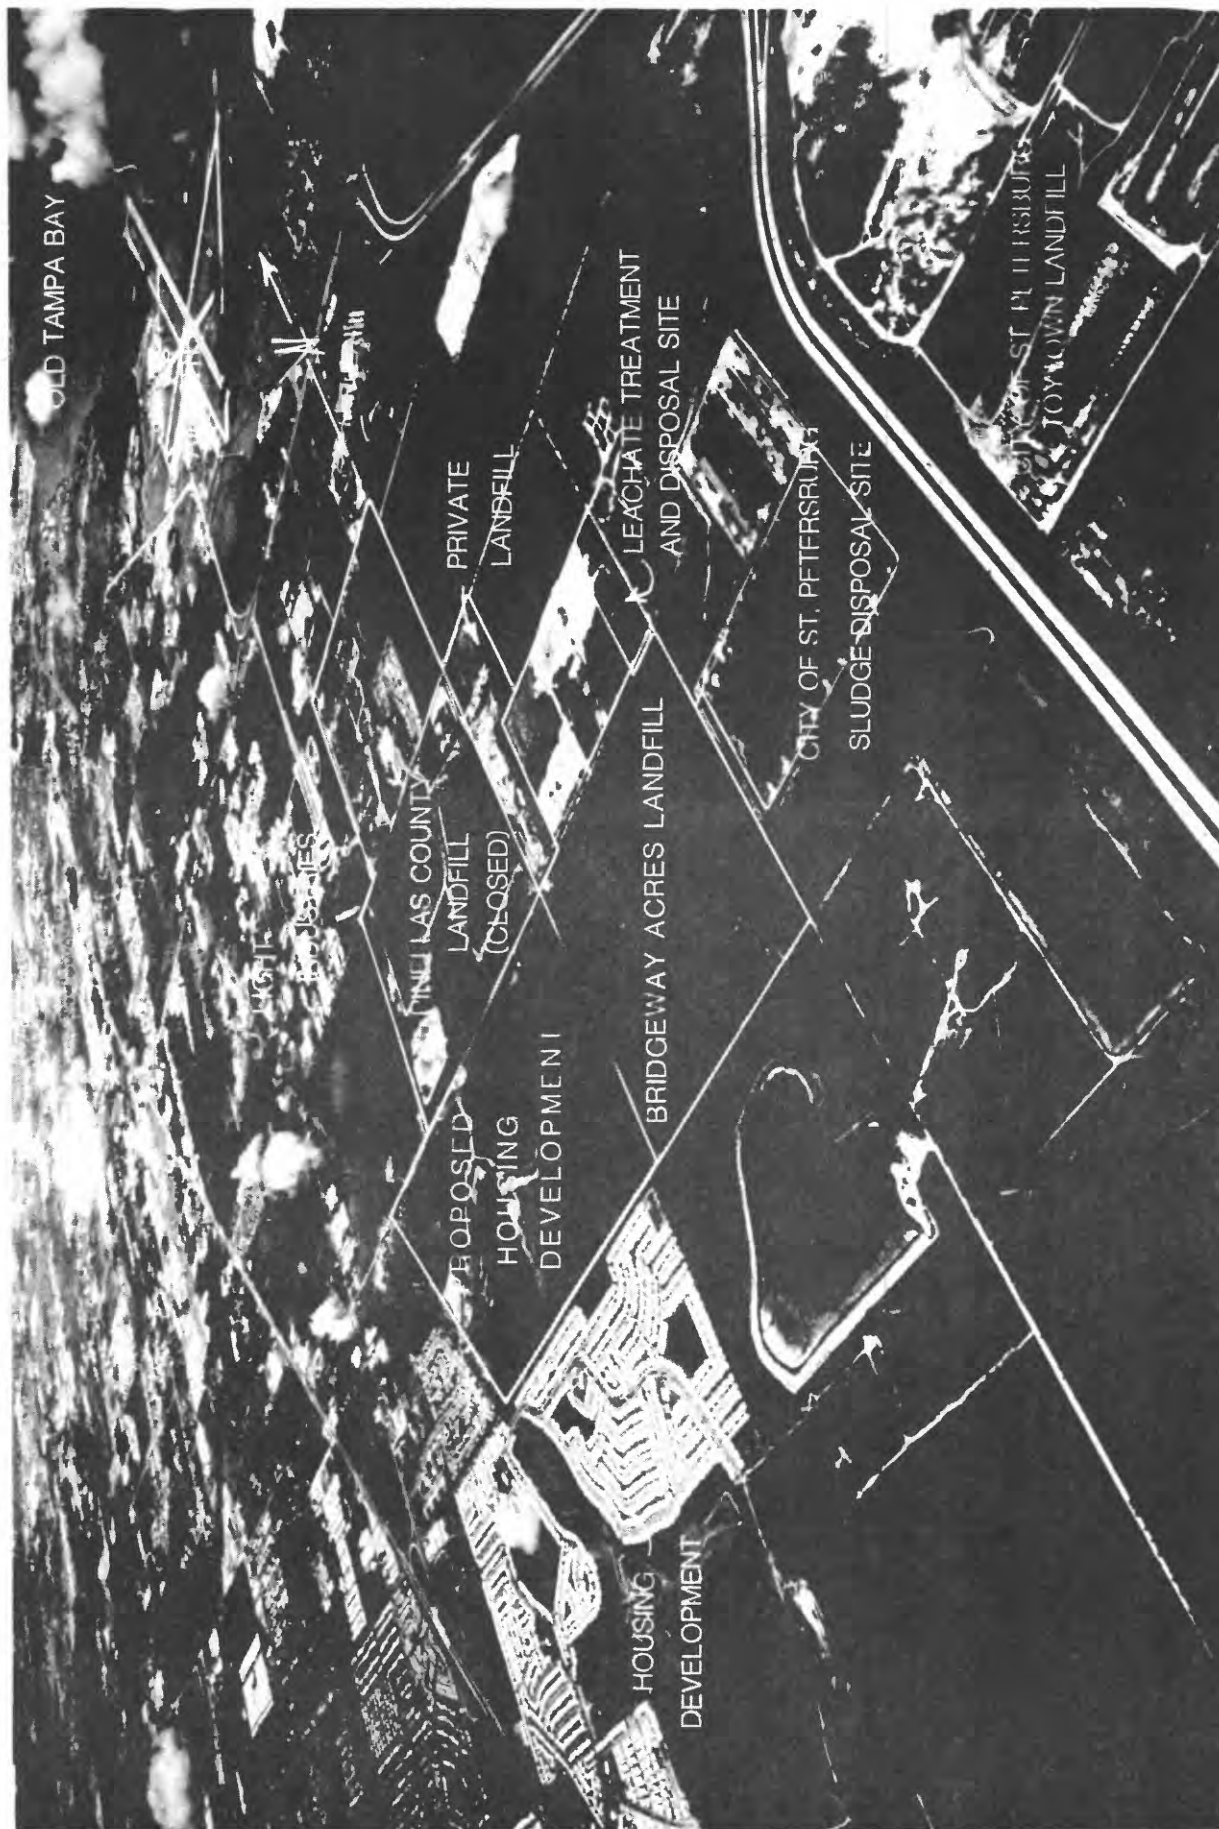 OLD TAMPA BAY
LIGHT
INDUSTRIES
PINELLAS COUNTY
LANDFILL
(CLOSED)
PRIVATE
LANDFILL
PROPOSED
HOUSING
DEVELOPMENT
LEACHATE TREATMENT
AND DISPOSAL SITE
BRIDGEWAY ACRES LANDFILL
HOUSING
DEVELOPMENT
CITY OF ST. PETERSBURG
SLUDGE DISPOSAL SITE
CITY OF ST. PETERSBURG
TOYTOWN LANDFILL